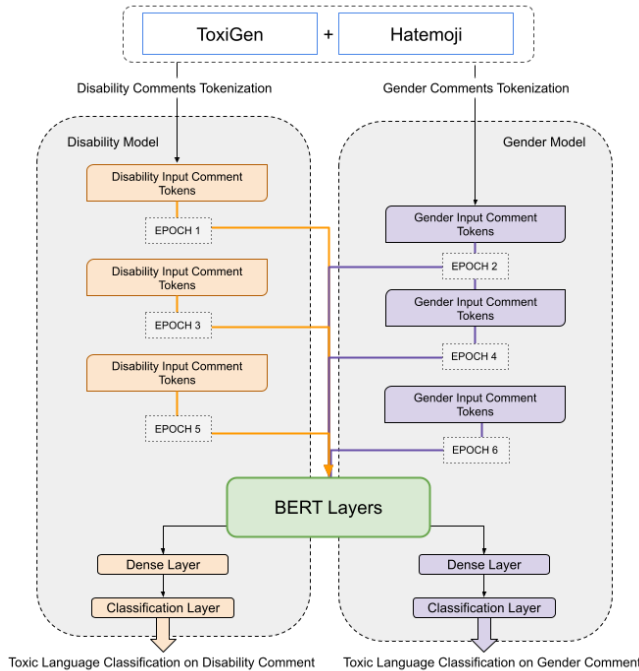 ToxiGen + Hatemoji
Disability Comments Tokenization
Gender Comments Tokenization
Disability Model
Gender Model
Disability Input Comment
Tokens
EPOCH 1
Gender Input Comment
Tokens
EPOCH 2
Disability Input Comment
Tokens
EPOCH 3
Gender Input Comment
Tokens
EPOCH 4
Disability Input Comment
Tokens
EPOCH 5
Gender Input Comment
Tokens
EPOCH 6
BERT Layers
Dense Layer
Dense Layer
Classification Layer
Classification Layer
Toxic Language Classification on Disability Comment
Toxic Language Classification on Gender Comment